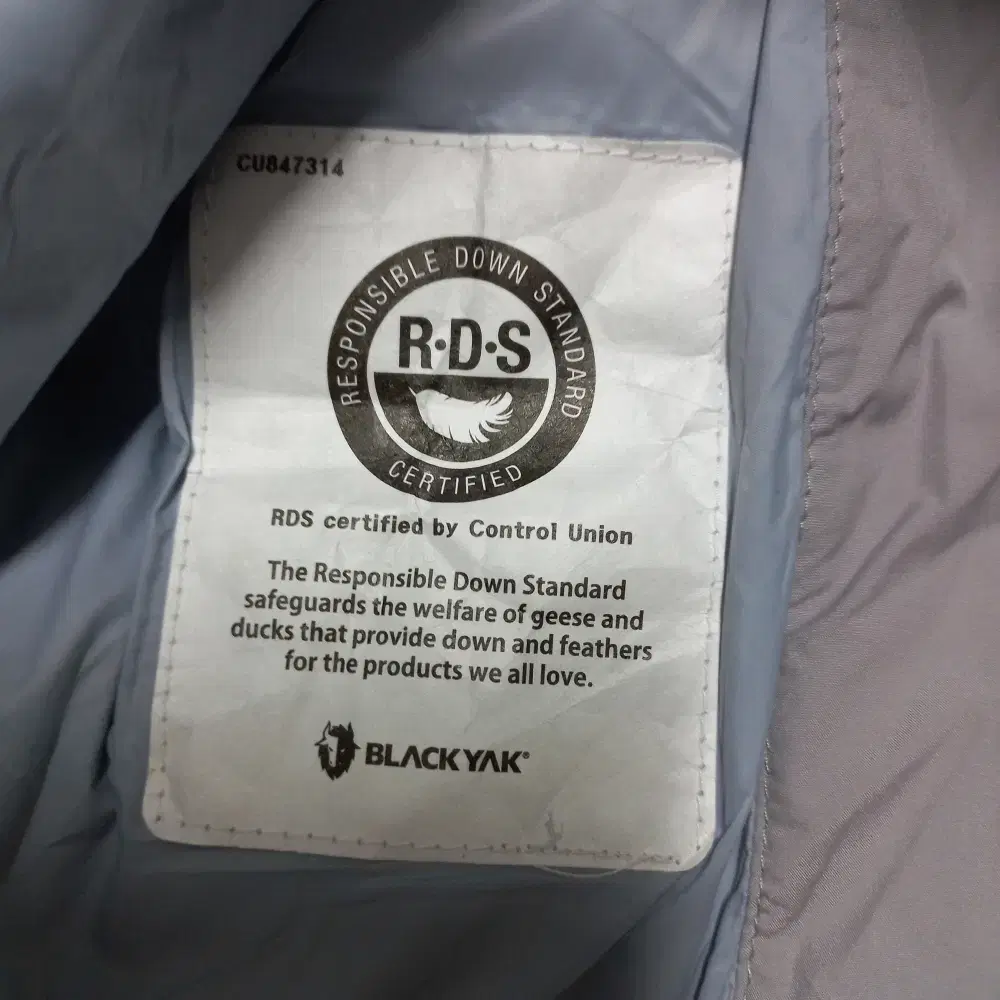 CU847314
RESPONSIBLE DOWN STANDARD
R·D·S
CERTIFIED
RDS certified by Control Union
The Responsible Down Standard
safeguards the welfare of geese and
ducks that provide down and feathers
for the products we all love.
BLACKYAK®